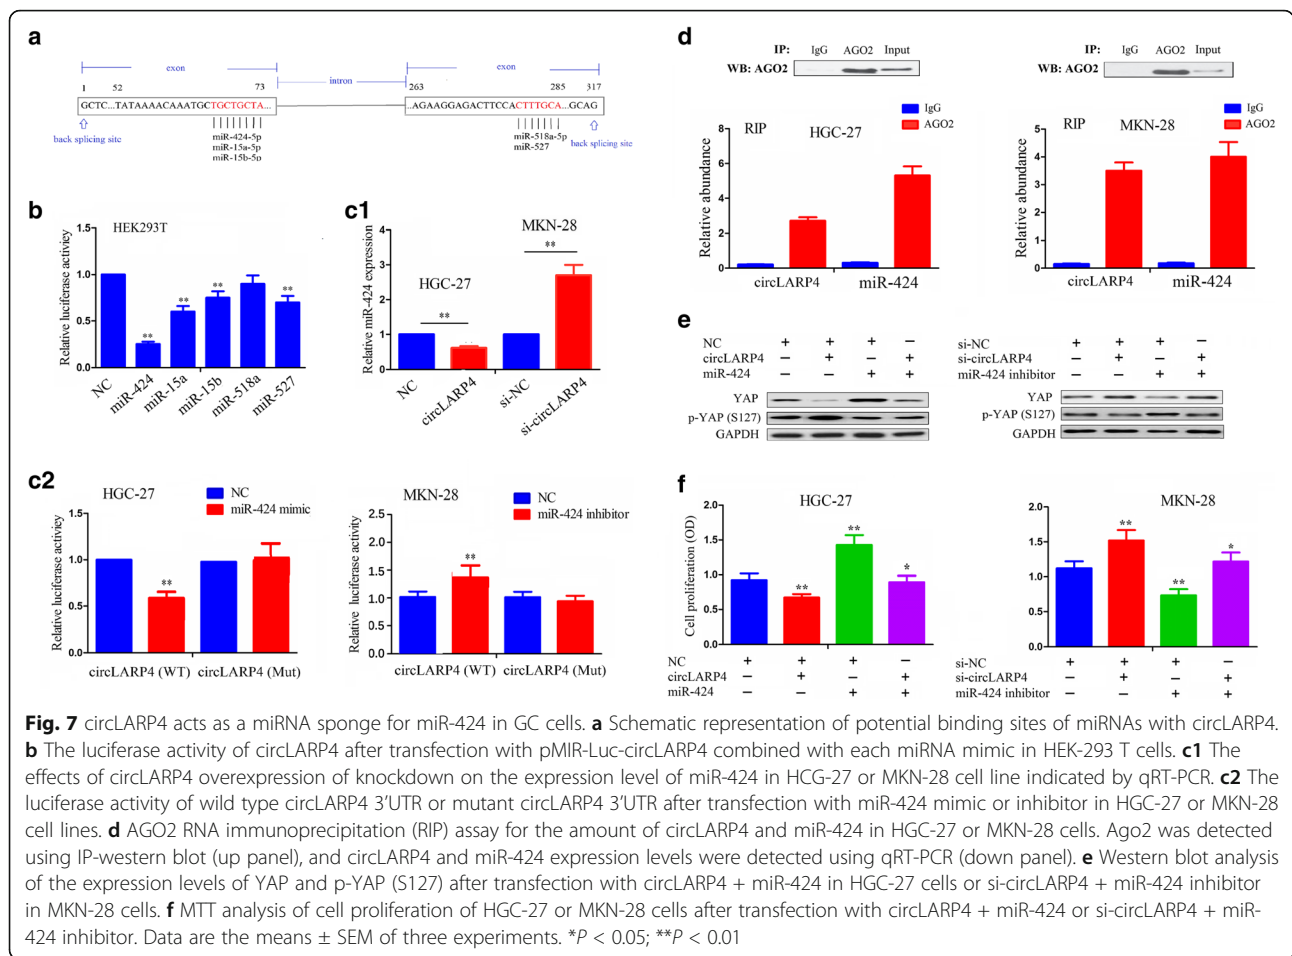 a
exon
intron
exon
1 52 73 263 285 317
GCTC...TATAAAACAAATGCTGCTGCTA... ..AGAAGGAGACTTCCACTTTGCA...GCAG
back splicing site
miR-424-5p
miR-15a-5p
miR-15b-5p
miR-518a-5p
miR-527
back splicing site
b
HEK293T
Relative luciferase activiey
1.5
1.0
0.5
0.0
** ** ** **
NC miR-424 miR-15a miR-15b miR-518a miR-527
c1
MKN-28
HGC-27
Relative miR-424 expression
4
3
2
1
0
** **
NC circLARP4 si-NC si-circLARP4
c2
HGC-27
NC
miR-424 mimic
Relative luciferase activiey
1.5
1.0
0.5
0.0
**
circLARP4 (WT) circLARP4 (Mut)
MKN-28
NC
miR-424 inhibitor
Relative luciferase activiey
2.5
2.0
1.5
1.0
0.5
0.0
**
circLARP4 (WT) circLARP4 (Mut)
d
IP: IgG AGO2 Input
WB: AGO2
IgG
AGO2
RIP HGC-27
Relative abundance
8
6
4
2
0
circLARP4 miR-424
IP: IgG AGO2 Input
WB: AGO2
IgG
AGO2
RIP MKN-28
Relative abundance
5
4
3
2
1
0
circLARP4 miR-424
e
NC + + + −
circLARP4 − + − +
miR-424 − − + +
YAP
p-YAP (S127)
GAPDH
si-NC + + + −
si-circLARP4 − + − +
miR-424 inhibitor − − + +
YAP
p-YAP (S127)
GAPDH
f
HGC-27
Cell proliferation (OD)
2.0
1.5
1.0
0.5
0.0
** ** *
NC + + + −
circLARP4 − + − +
miR-424 − − + +
MKN-28
2.0
1.5
1.0
0.5
0.0
** ** *
si-NC + + + −
si-circLARP4 − + − +
miR-424 inhibitor − − + +
Fig. 7 circLARP4 acts as a miRNA sponge for miR-424 in GC cells. a Schematic representation of potential binding sites of miRNAs with circLARP4.
b The luciferase activity of circLARP4 after transfection with pMIR-Luc-circLARP4 combined with each miRNA mimic in HEK-293 T cells. c1 The
effects of circLARP4 overexpression of knockdown on the expression level of miR-424 in HCG-27 or MKN-28 cell line indicated by qRT-PCR. c2 The
luciferase activity of wild type circLARP4 3’UTR or mutant circLARP4 3’UTR after transfection with miR-424 mimic or inhibitor in HGC-27 or MKN-28
cell lines. d AGO2 RNA immunoprecipitation (RIP) assay for the amount of circLARP4 and miR-424 in HGC-27 or MKN-28 cells. Ago2 was detected
using IP-western blot (up panel), and circLARP4 and miR-424 expression levels were detected using qRT-PCR (down panel). e Western blot analysis
of the expression levels of YAP and p-YAP (S127) after transfection with circLARP4 + miR-424 in HGC-27 cells or si-circLARP4 + miR-424 inhibitor
in MKN-28 cells. f MTT analysis of cell proliferation of HGC-27 or MKN-28 cells after transfection with circLARP4 + miR-424 or si-circLARP4 + miR-
424 inhibitor. Data are the means ± SEM of three experiments. *P < 0.05; **P < 0.01